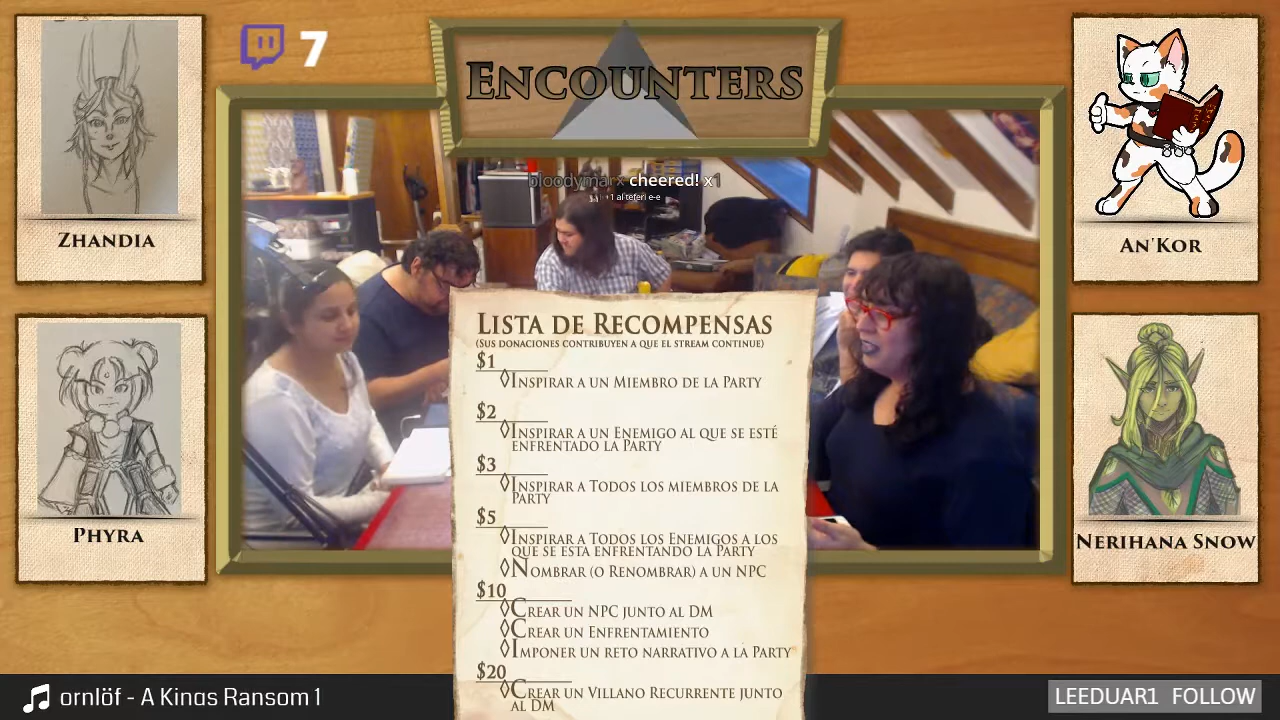 7
ENCOUNTERS
bloodymarx cheered! x1
+1 al teferi e-e
ZHANDIA
PHYRA
AN'KOR
NERIHANA SNOW
LISTA DE RECOMPENSAS
(SUS DONACIONES CONTRIBUYEN A QUE EL STREAM CONTINUE)
$1
◊INSPIRAR A UN MIEMBRO DE LA PARTY
$2
◊INSPIRAR A UN ENEMIGO AL QUE SE ESTÉ
ENFRENTADO LA PARTY
$3
◊INSPIRAR A TODOS LOS MIEMBROS DE LA
PARTY
$5
◊INSPIRAR A TODOS LOS ENEMIGOS A LOS
QUE SE ESTA ENFRENTANDO LA PARTY
◊NOMBRAR (O RENOMBRAR) A UN NPC
$10
◊CREAR UN NPC JUNTO AL DM
◊CREAR UN ENFRENTAMIENTO
◊IMPONER UN RETO NARRATIVO A LA PARTY
$20
◊CREAR UN VILLANO RECURRENTE JUNTO
AL DM
ornlöf - A Kings Ransom 1
LEEDUAR1 FOLLOW